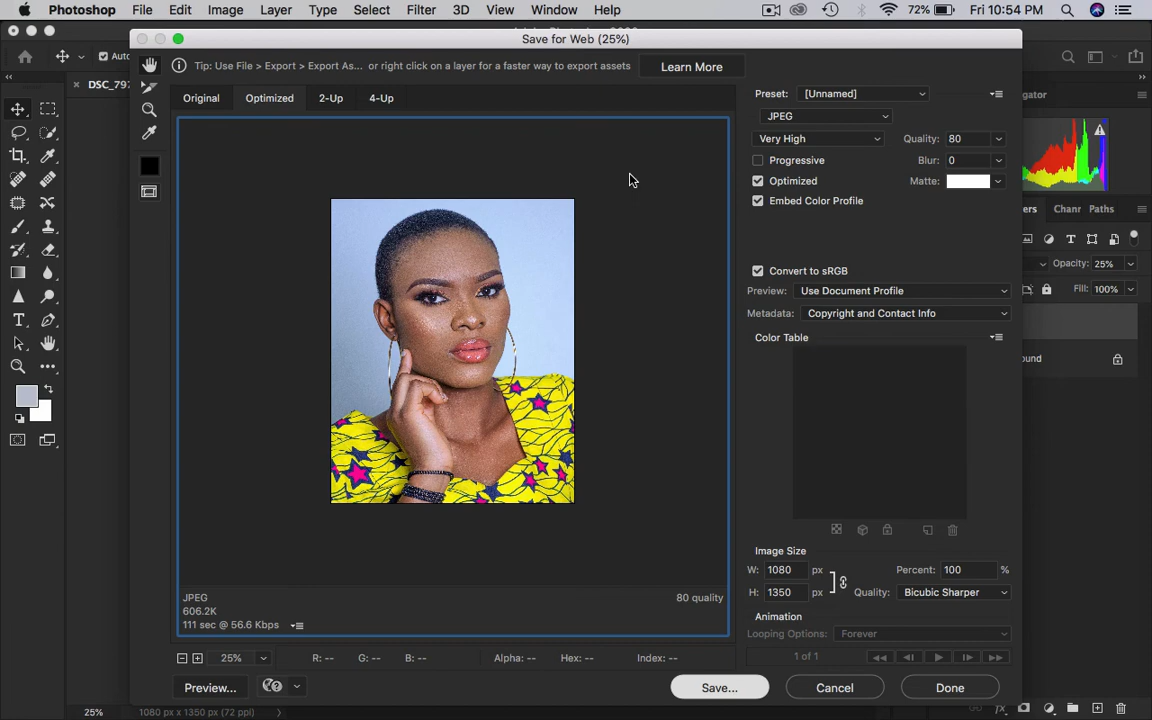 Photoshop File Edit Image Layer Type Select Filter 3D View Window Help 72% Fri 10:54 PM
Save for Web (25%)
Auto
Tip: Use File > Export > Export As... or right click on a layer for a faster way to export assets Learn More
DSC_797
Original Optimized 2-Up 4-Up
Preset: [Unnamed]
JPEG
Very High Quality: 80
Progressive Blur: 0
Optimized Matte:
Embed Color Profile
Convert to sRGB
Preview: Use Document Profile
Metadata: Copyright and Contact Info
Color Table
Chanr Paths
Opacity: 25%
Fill: 100%
Image Size
W: 1080 px Percent: 100 %
H: 1350 px Quality: Bicubic Sharper
Animation
Looping Options: Forever
1 of 1
JPEG
606.2K
111 sec @ 56.6 Kbps
80 quality
25% R: -- G: -- B: -- Alpha: -- Hex: -- Index: --
Preview... Save... Cancel Done
25% 1080 px x 1350 px (72 ppi)